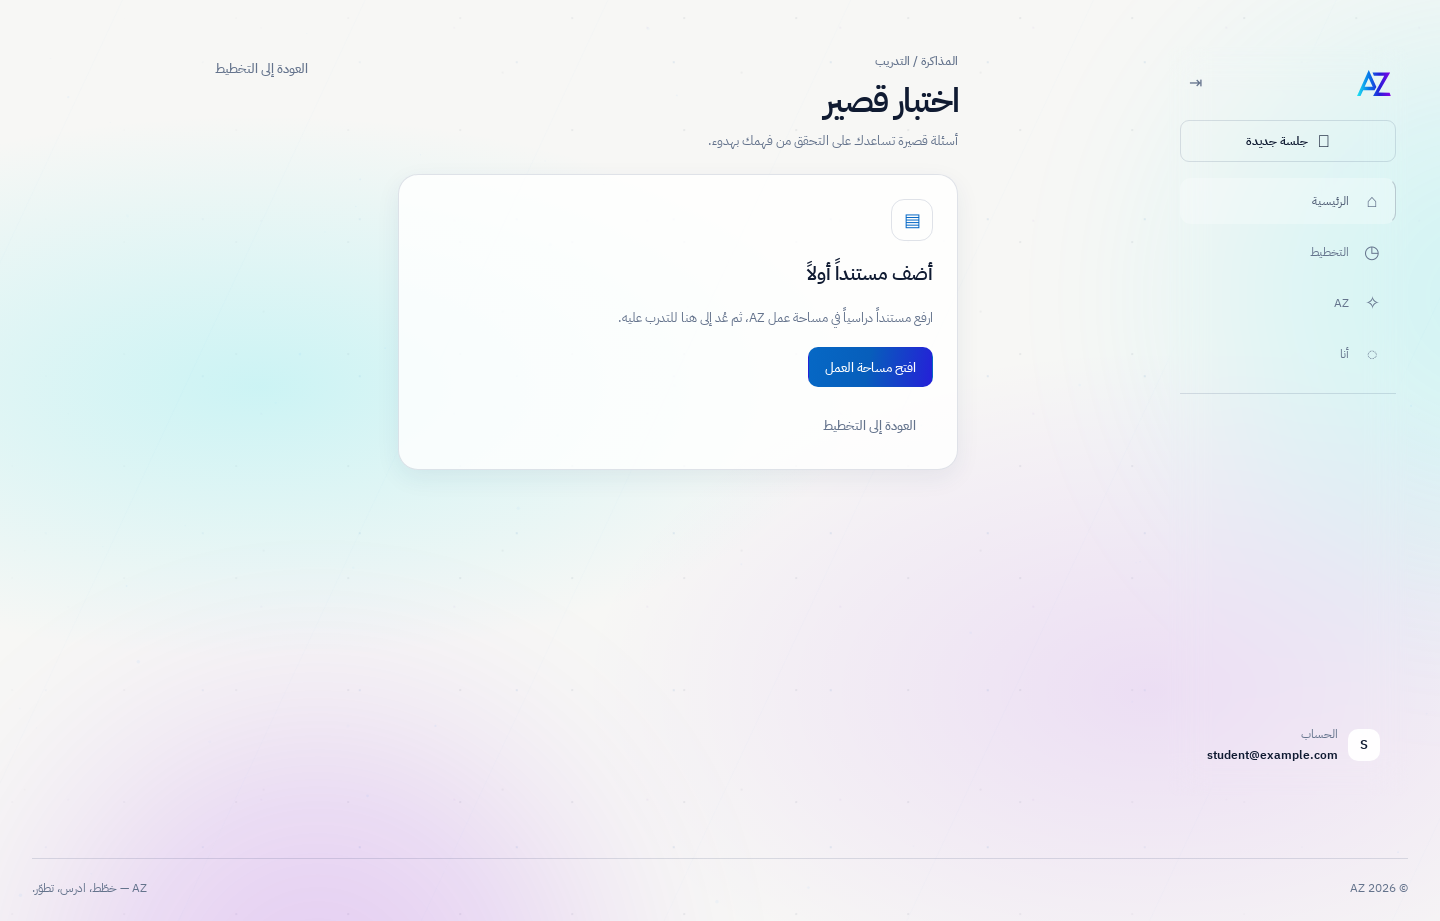 AZ
جلسة جديدة
الرئيسية
التخطيط
AZ
أنا
الحساب
S
student@example.com
المذاكرة / التدريب
اختبار قصير
أسئلة قصيرة تساعدك على التحقق من فهمك بهدوء.
العودة إلى التخطيط
أضف مستنداً أولاً
ارفع مستنداً دراسياً في مساحة عمل AZ، ثم عُد إلى هنا للتدرب عليه.
افتح مساحة العمل
العودة إلى التخطيط
© 2026 AZ
AZ — خطّط، ادرس، تطوّر.